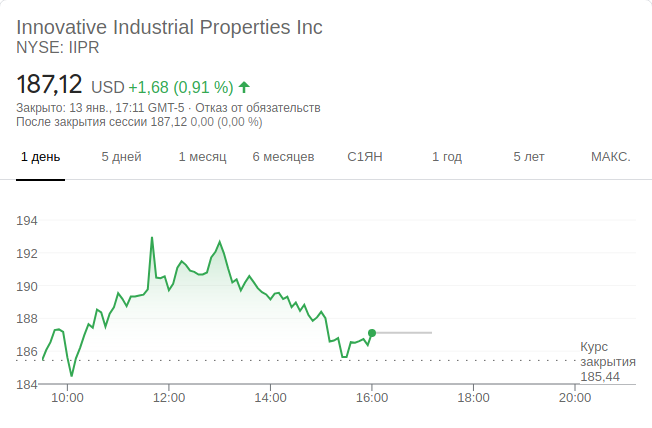 Innovative Industrial Properties Inc
NYSE: IIPR
187,12 USD +1,68 (0,91 %)
Закрыто: 13 янв., 17:11 GMT-5 · Отказ от обязательств
После закрытия сессии 187,12 0,00 (0,00 %)
1 день 5 дней 1 месяц 6 месяцев С1ЯН 1 год 5 лет МАКС.
194
192
190
188
186
184
Курс
закрытия
185,44
10:00 12:00 14:00 16:00 18:00 20:00